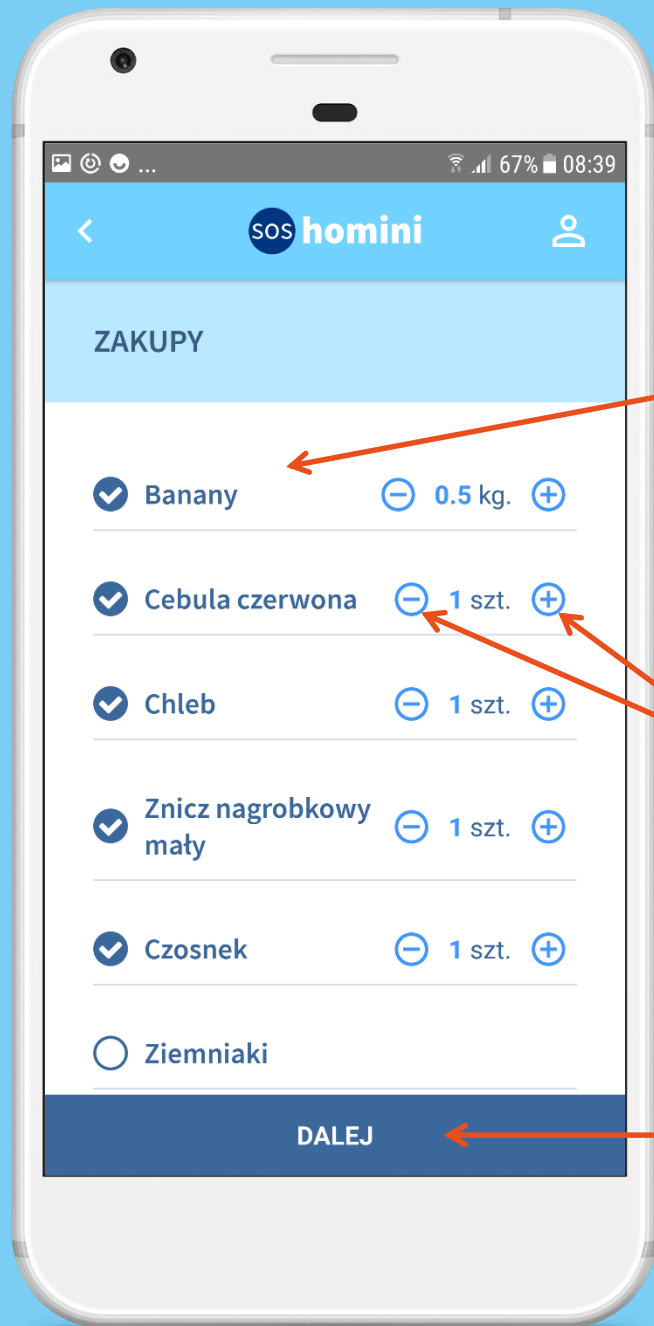 ... 67% 08:39
sos homini
ZAKUPY
Banany 0.5 kg.
Cebula czerwona 1 szt.
Chleb 1 szt.
Znicz nagrobkowy
mały 1 szt.
Czosnek 1 szt.
Ziemniaki
DALEJ